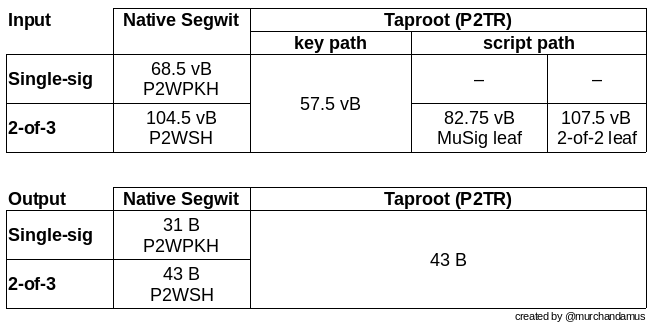 Input Native Segwit Taproot (P2TR)
key path script path
Single-sig 68.5 vB P2WPKH 57.5 vB – –
2-of-3 104.5 vB P2WSH 82.75 vB MuSig leaf 107.5 vB 2-of-2 leaf
Output Native Segwit Taproot (P2TR)
Single-sig 31 B P2WPKH 43 B
2-of-3 43 B P2WSH
created by @murchandamus